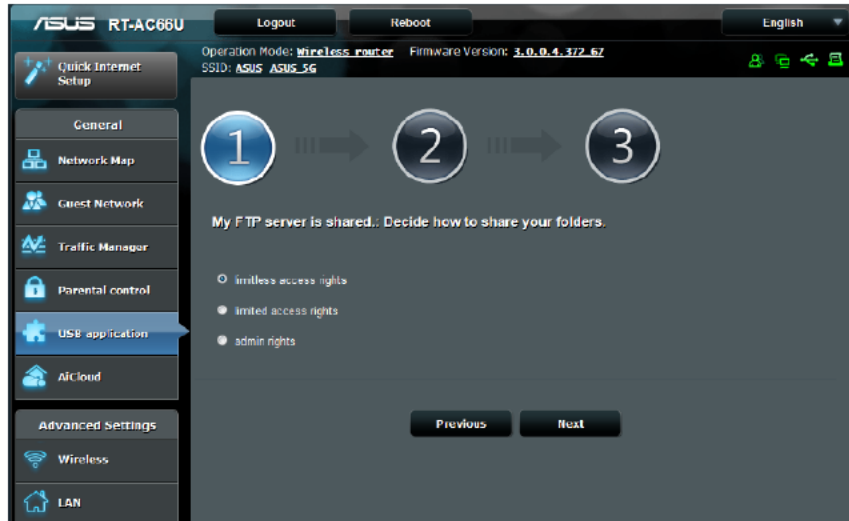 ASUS RT-AC66U Logout Reboot English
Quick Internet Setup
Operation Mode: Wireless router Firmware Version: 3.0.0.4.372_67
SSID: ASUS ASUS_5G
General
Network Map
Guest Network
Traffic Manager
Parental control
USB application
AiCloud
Advanced Settings
Wireless
LAN
1 2 3
My FTP server is shared.: Decide how to share your folders.
limitless access rights
limited access rights
admin rights
Previous Next